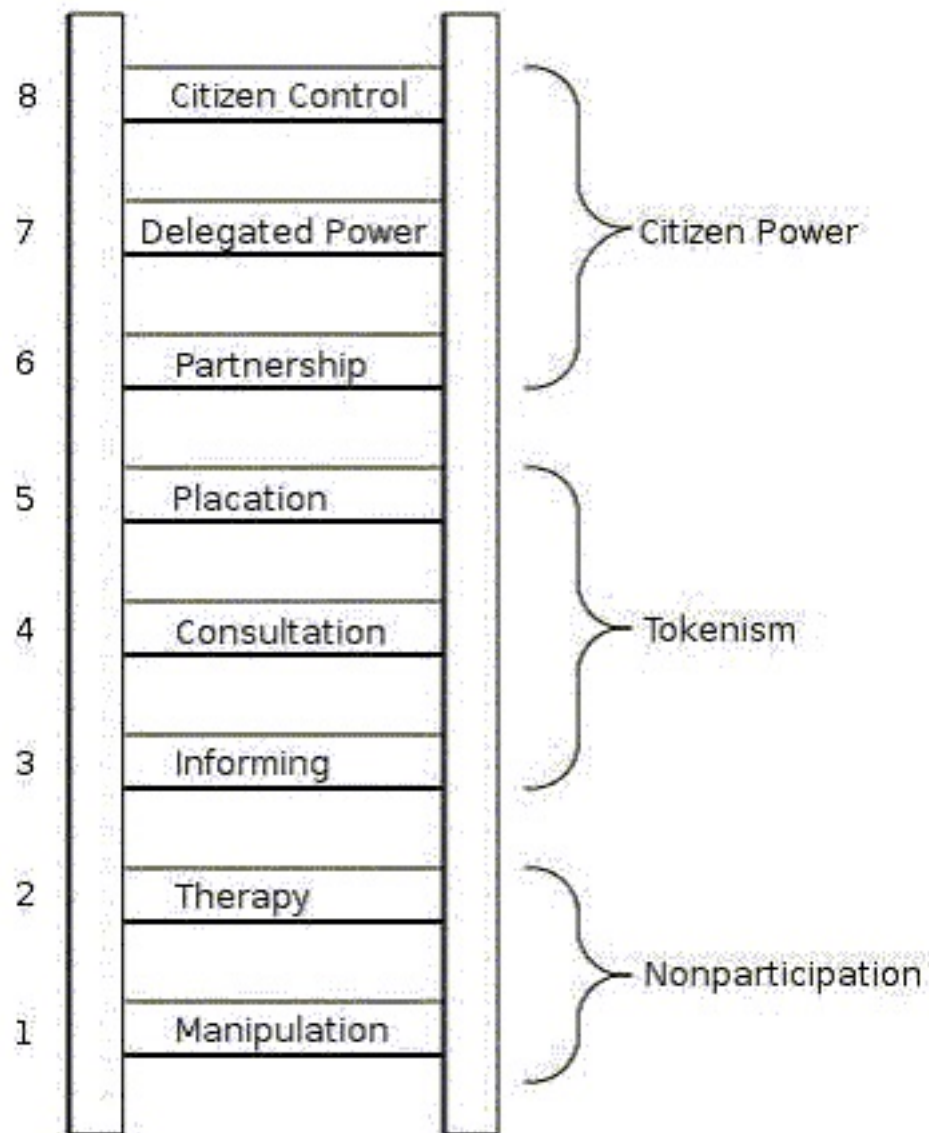 8 Citizen Control
7 Delegated Power
Citizen Power
6 Partnership
5 Placation
4 Consultation
Tokenism
3 Informing
2 Therapy
Nonparticipation
1 Manipulation